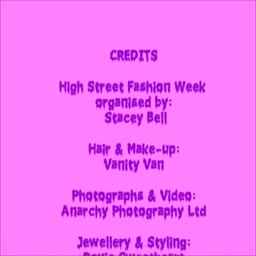 CREDITS
High Street Fashion Week
organised by:
Stacey Bell
Hair & Make-up:
Vanity Van
Photographs & Video:
Anarchy Photography Ltd
Jewellery & Styling: